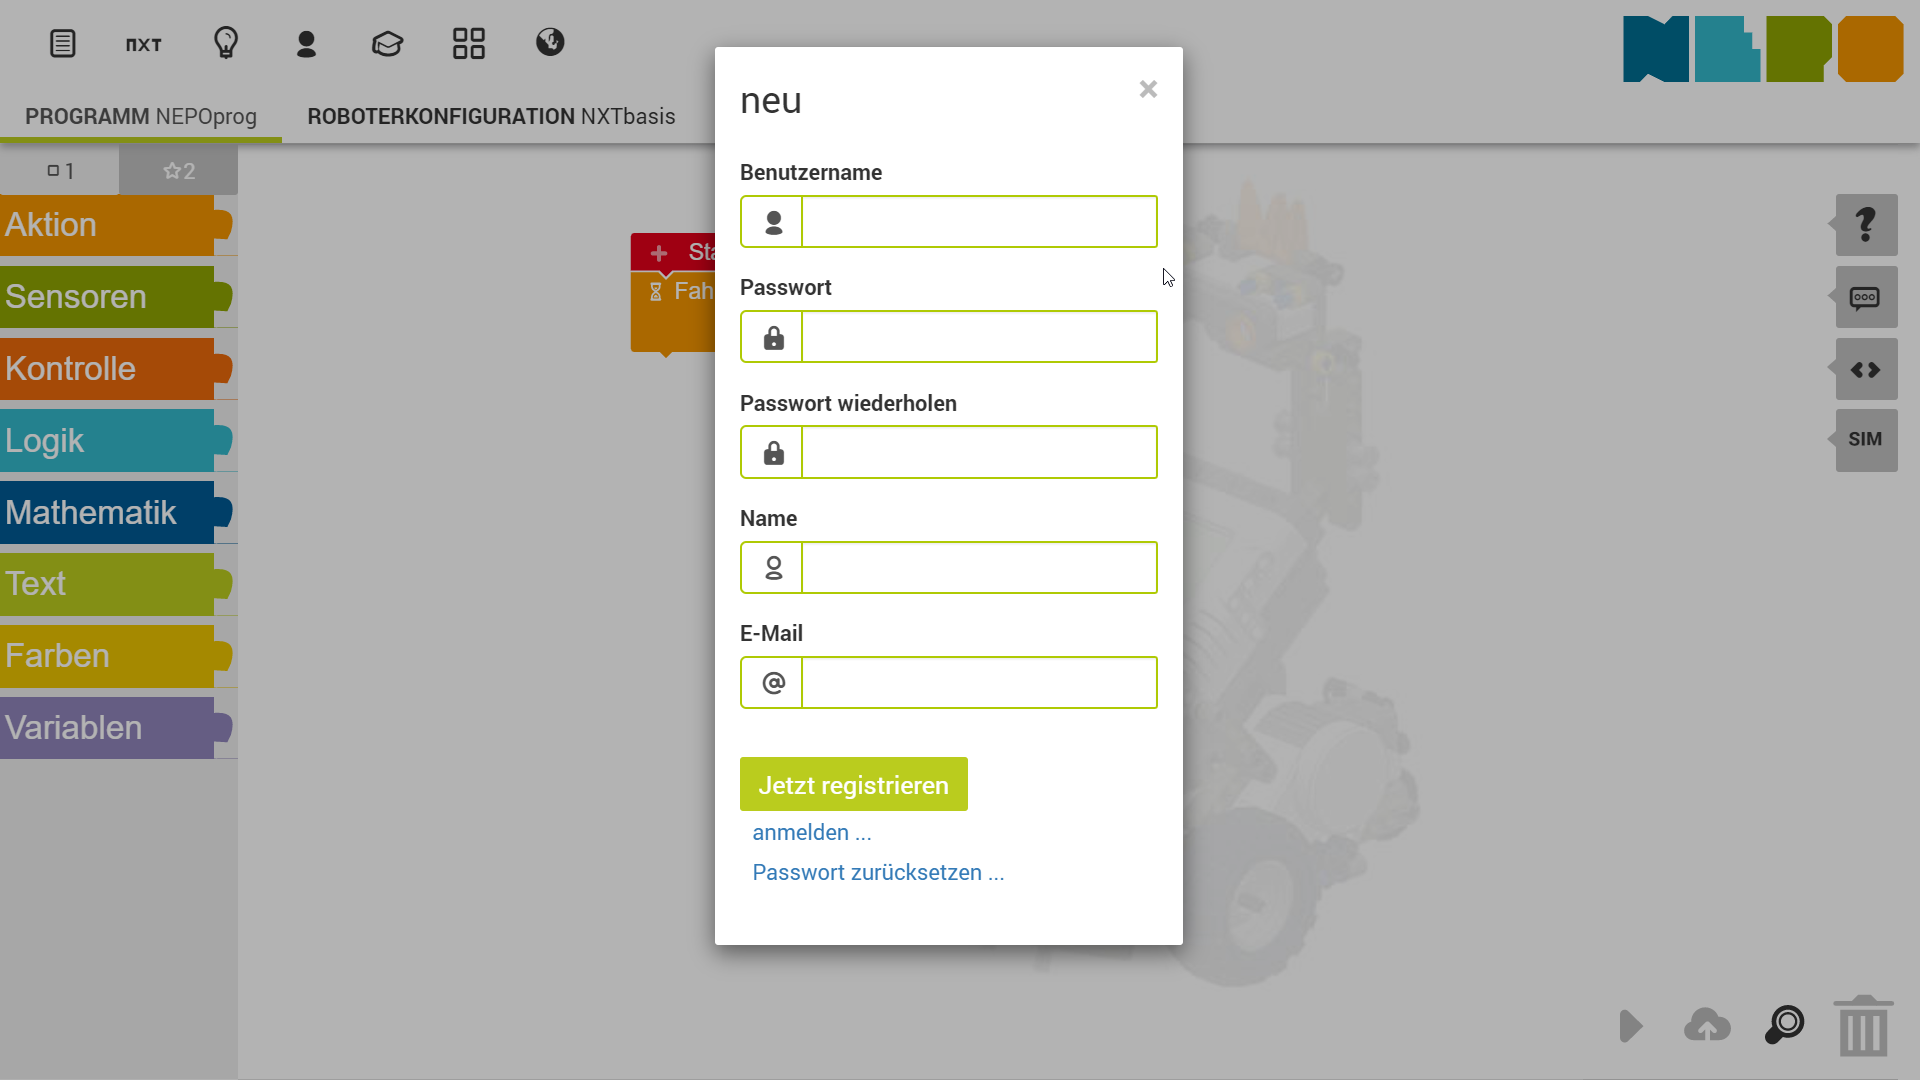 nxt
PROGRAMM NEPOprog
ROBOTERKONFIGURATION NXTbasis
1
2
Aktion
Sensoren
Kontrolle
Logik
Mathematik
Text
Farben
Variablen
+ Sta
Fah
neu
×
Benutzername
Passwort
Passwort wiederholen
Name
E-Mail
@
Jetzt registrieren
anmelden ...
Passwort zurücksetzen ...
?
SIM
NEPO